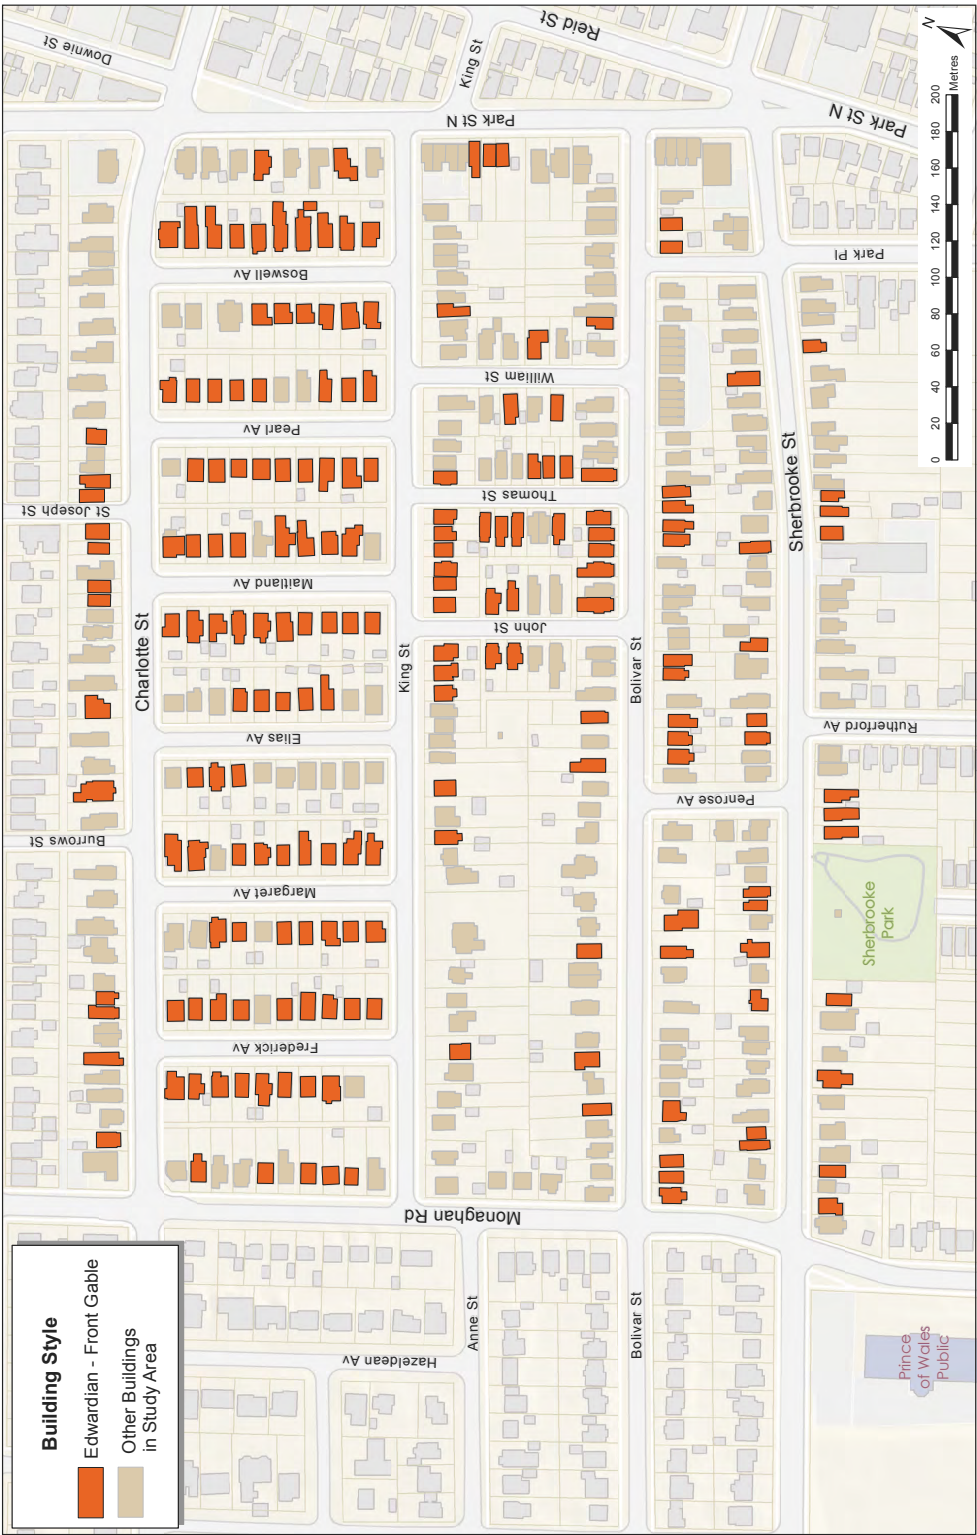 Building Style
Edwardian - Front Gable
Other Buildings
in Study Area
Downie St
King St
Reid St
Park St N
Park St N
N
Metres
0 20 40 60 80 100 120 140 160 180 200
Boswell Av
Park Pl
William St
Pearl Av
Thomas St
St Joseph St
Sherbrooke St
Maitland Av
John St
Charlotte St
King St
Bolivar St
Elias Av
Rutherford Av
Penrose Av
Burrows St
Margaret Av
Sherbrooke
Park
Frederick Av
Monaghan Rd
Anne St
Bolivar St
Hazeldean Av
Prince
of Wales
Public